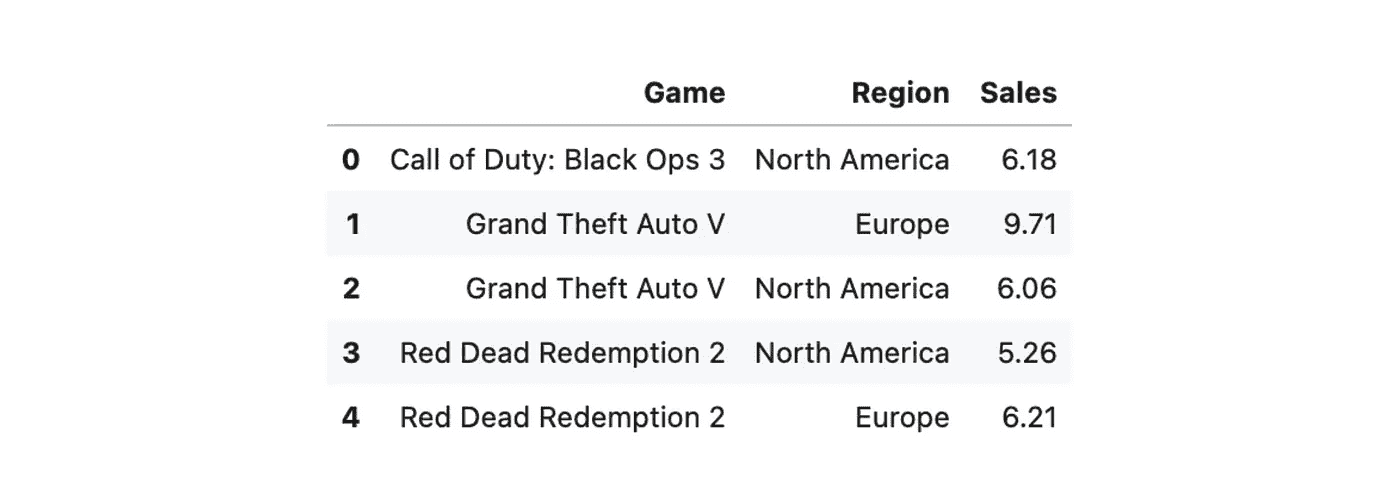 Game Region Sales
0 Call of Duty: Black Ops 3 North America 6.18
1 Grand Theft Auto V Europe 9.71
2 Grand Theft Auto V North America 6.06
3 Red Dead Redemption 2 North America 5.26
4 Red Dead Redemption 2 Europe 6.21